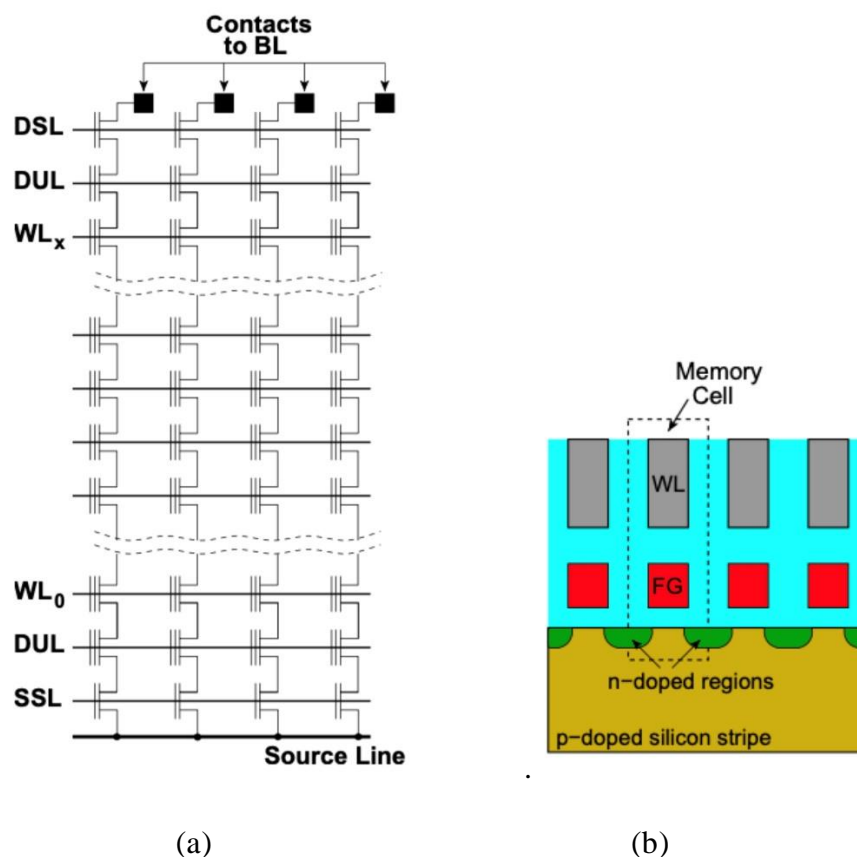 Contacts
to BL
DSL
DUL
WLx
WL0
DUL
SSL
Source Line
Memory
Cell
WL
FG
n-doped regions
p-doped silicon stripe
.
(a)
(b)